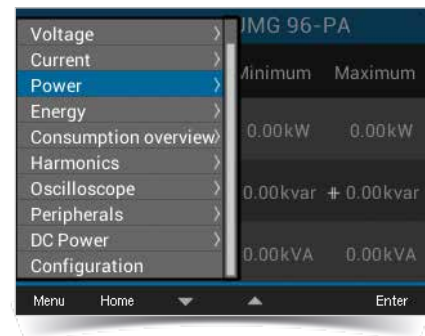 UMG 96-PA
Voltage
Current
Power
Energy
Consumption overview
Harmonics
Oscilloscope
Peripherals
DC Power
Configuration
Minimum Maximum
0.00kW 0.00kW
0.00kvar 0.00kvar
0.00kVA 0.00kVA
Menu Home Enter